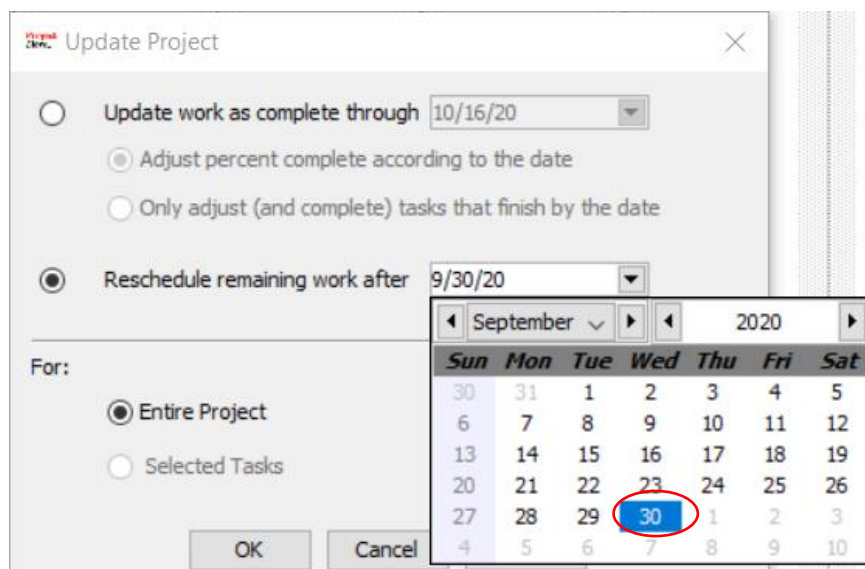 Update Project
Update work as complete through 10/16/20
Adjust percent complete according to the date
Only adjust (and complete) tasks that finish by the date
Reschedule remaining work after 9/30/20
September 2020
Sun Mon Tue Wed Thu Fri Sat
30 31 1 2 3 4 5
6 7 8 9 10 11 12
13 14 15 16 17 18 19
20 21 22 23 24 25 26
27 28 29 30 1 2 3
4 5 6 7 8 9 10
For:
Entire Project
Selected Tasks
OK Cancel